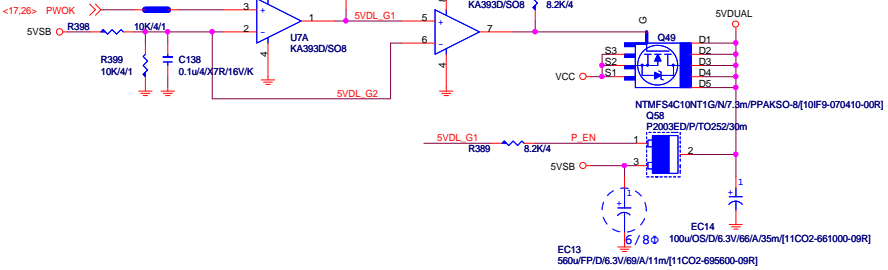 KA393D/SO8
8.2K/4
<17,26> PWOK
3
1
5VDL_G1
5
7
G
5VDUAL
5VSB
R398
10K/4/1
2
U7A
KA393D/SO8
6
Q49
R399
10K/4/1
C138
0.1u/4/X7R/16V/K
4
4
VCC
S3
S2
S1
D1
D2
D3
D4
D5
5VDL_G2
NTMFS4C10NT1G/N/7.3m/PPAKSO-8/[10IF9-070410-00R]
Q58
P2003ED/P/TO252/30m
5VDL_G1
R389
8.2K/4
P_EN
1
2
5VSB
3
1
1
6/8Φ
EC14
100u/OS/D/6.3V/66/A/35m/[11CO2-661000-09R]
EC13
560u/FP/D/6.3V/69/A/11m/[11CO2-695600-09R]